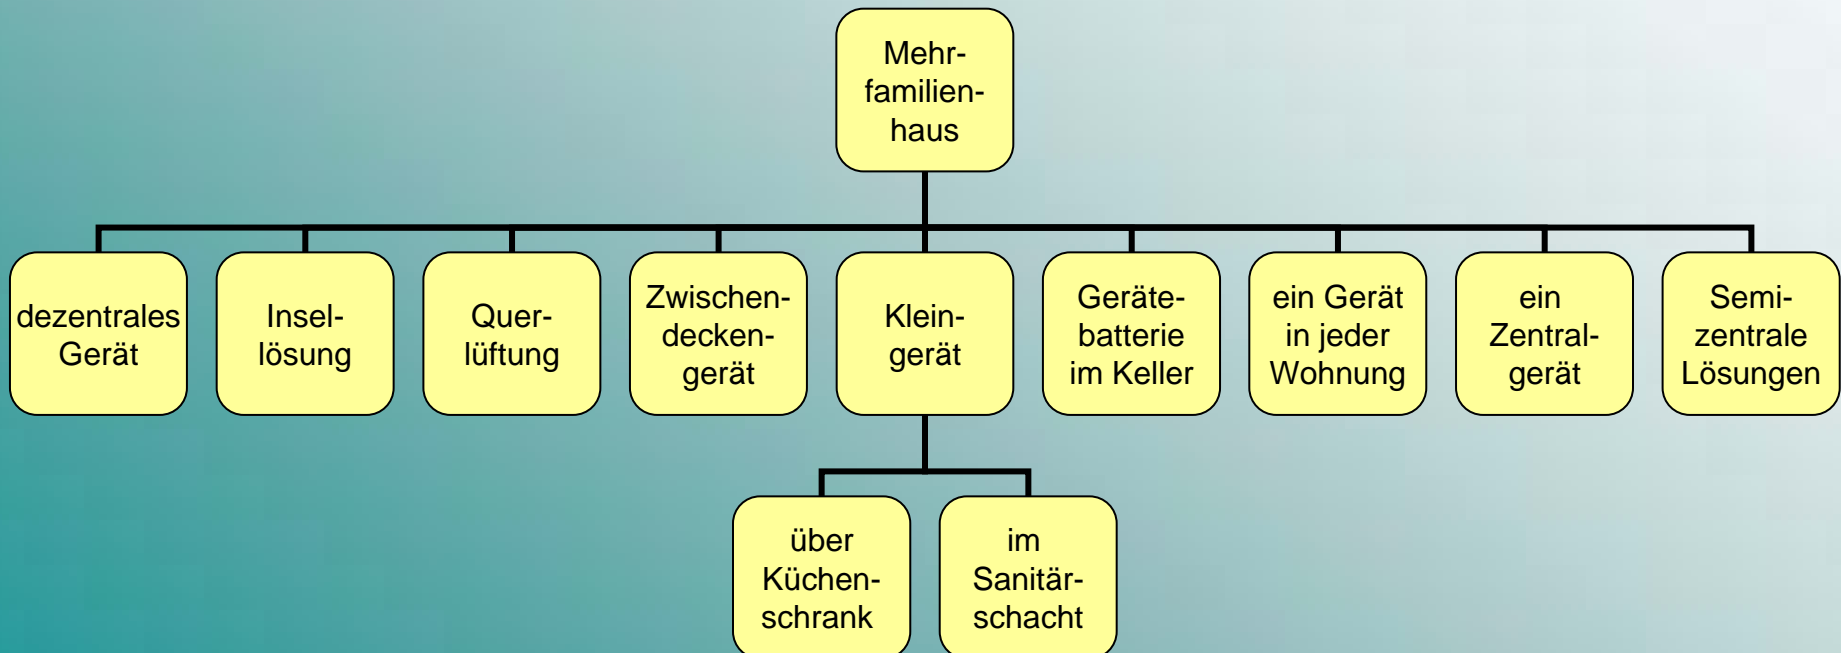 Mehr-
familien-
haus
dezentrales
Gerät
Insel-
lösung
Quer-
lüftung
Zwischen-
decken-
gerät
Klein-
gerät
Geräte-
batterie
im Keller
ein Gerät
in jeder
Wohnung
ein
Zentral-
gerät
Semi-
zentrale
Lösungen
über
Küchen-
schrank
im
Sanitär-
schacht